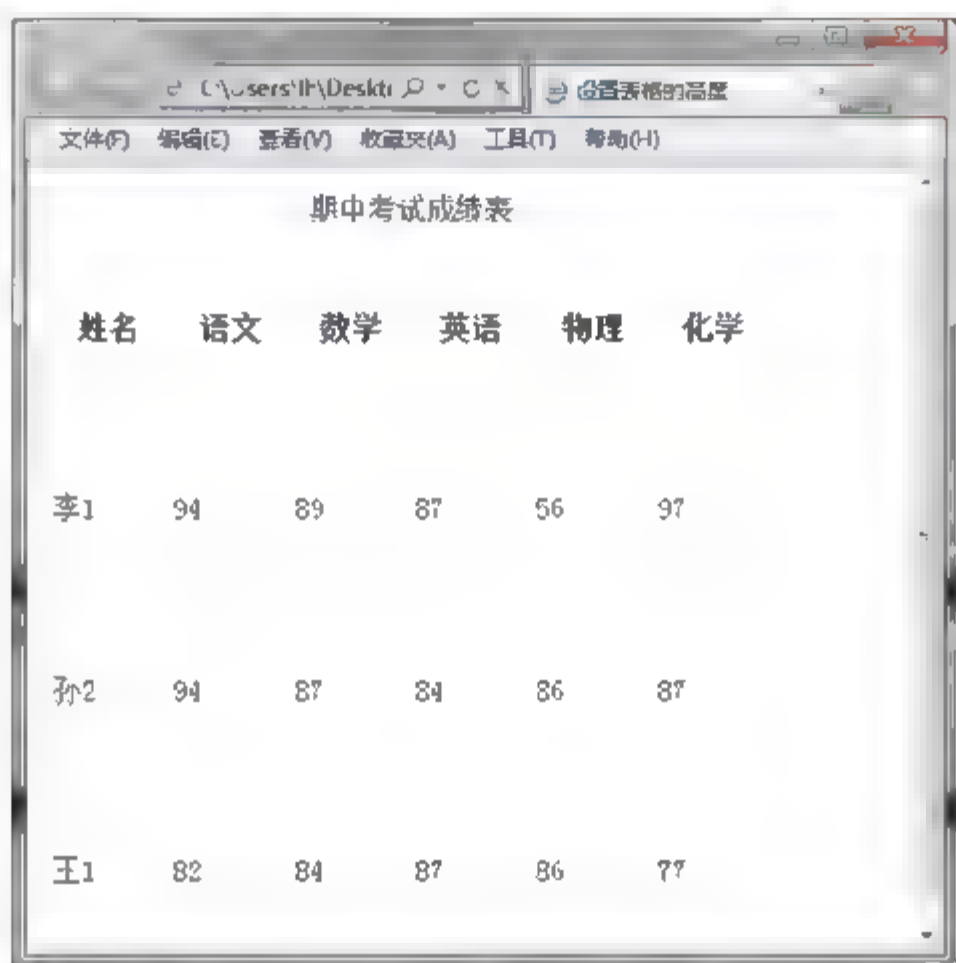 设置表格的高度
文件(F) 编辑(E) 查看(V) 收藏夹(A) 工具(T) 帮助(H)
期中考试成绩表
姓名 语文 数学 英语 物理 化学
李1 94 89 87 56 97
孙2 94 87 84 86 87
王1 82 84 87 86 77